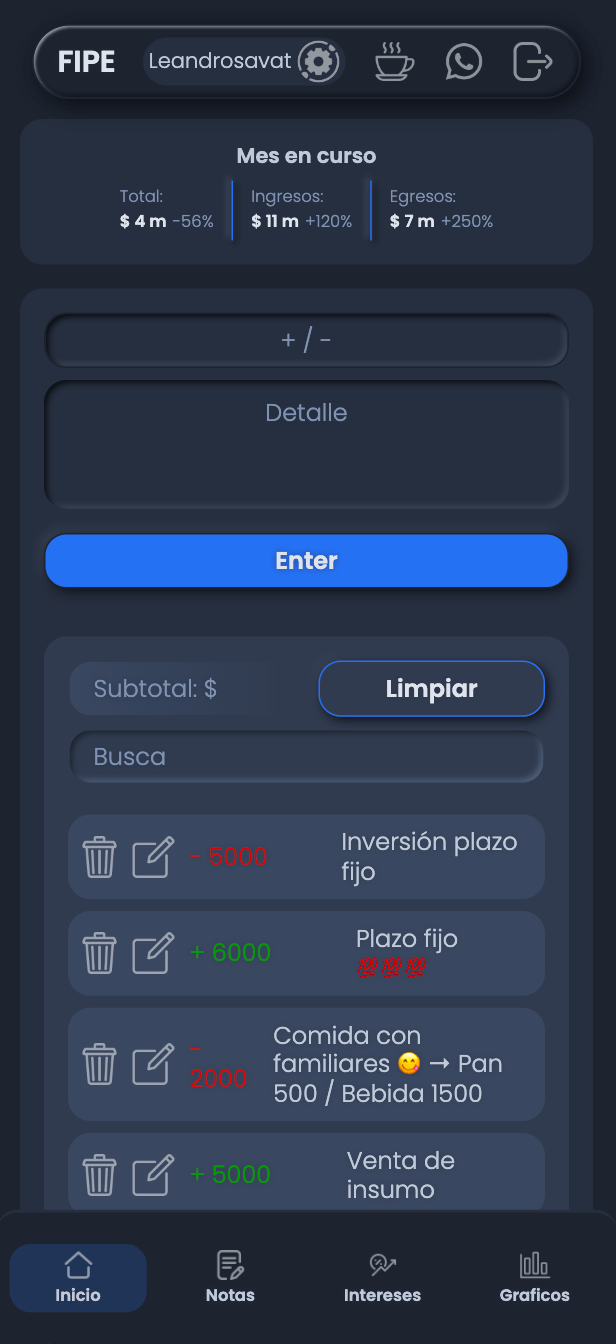 FIPE Leandrosavat
Mes en curso
Total: Ingresos: Egresos:
$ 4 m -56% $ 11 m +120% $ 7 m +250%
+ / -
Detalle
Enter
Subtotal: $ Limpiar
Busca
- 5000 Inversión plazo
fijo
+ 6000 Plazo fijo
💯💯💯
- 
2000
Comida con
familiares 😋 → Pan
500 / Bebida 1500
+ 5000 Venta de
insumo
Inicio Notas Intereses Graficos